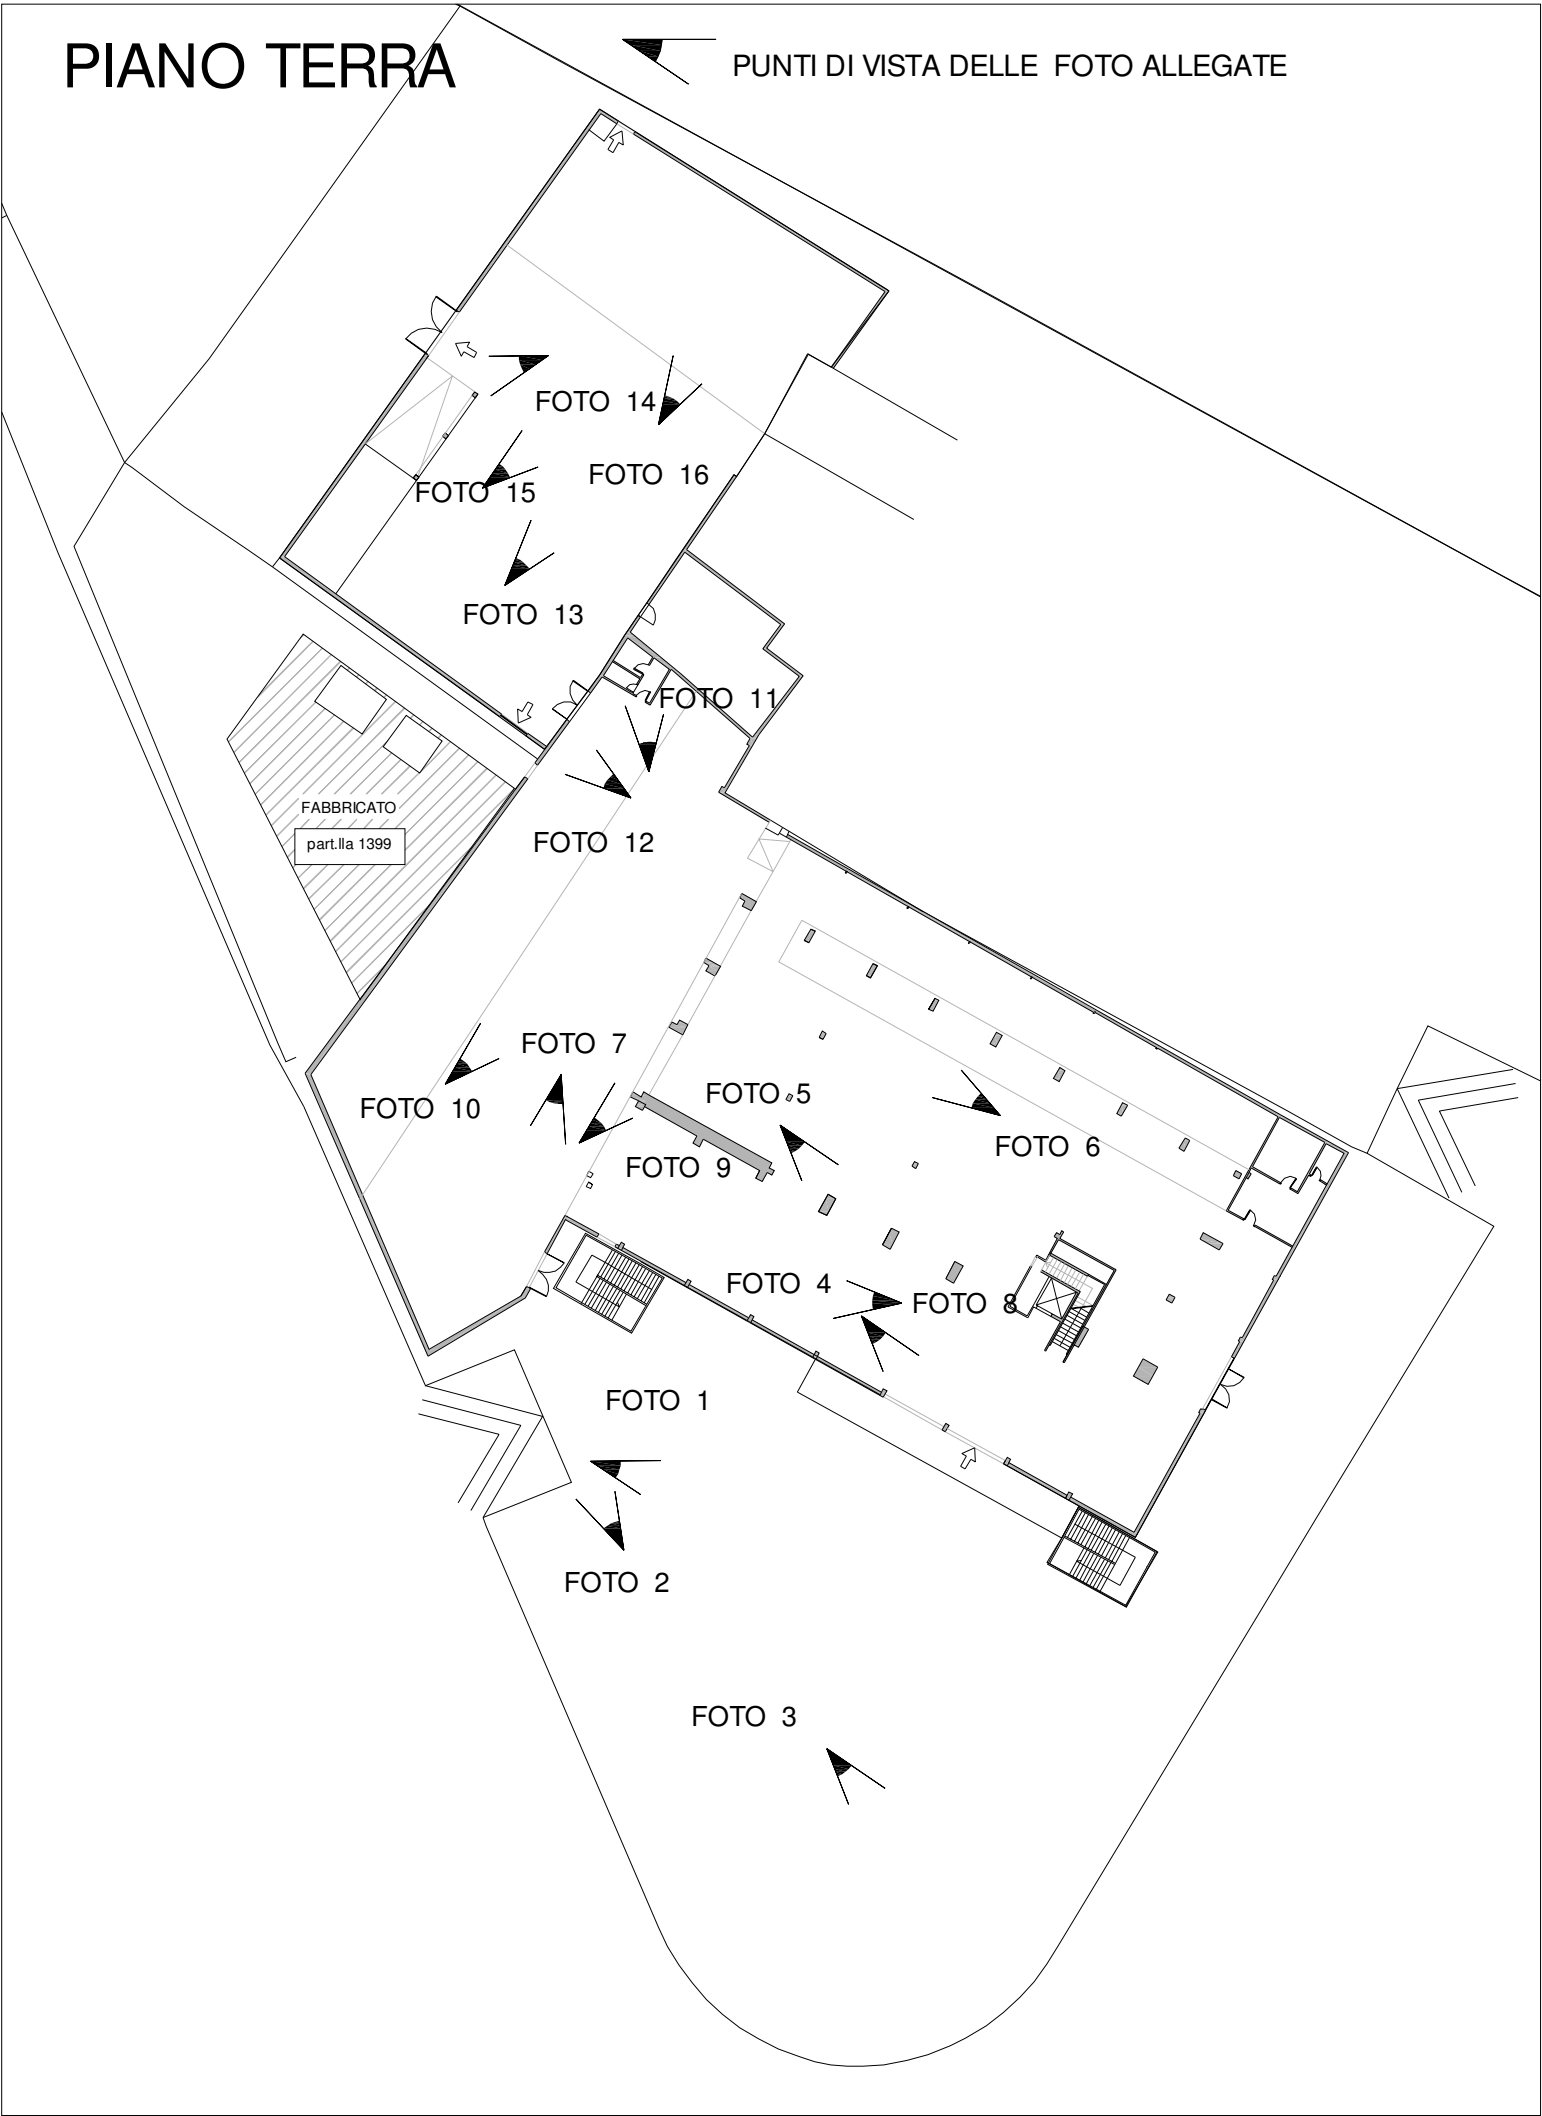 PIANO TERRA
PUNTI DI VISTA DELLE FOTO ALLEGATE
FOTO 14
FOTO 16
FOTO 15
FOTO 13
FOTO 11
FABBRICATO
part.lla 1399
FOTO 12
FOTO 7
FOTO 10
FOTO 5
FOTO 6
FOTO 9
FOTO 4
FOTO 8
FOTO 1
FOTO 2
FOTO 3